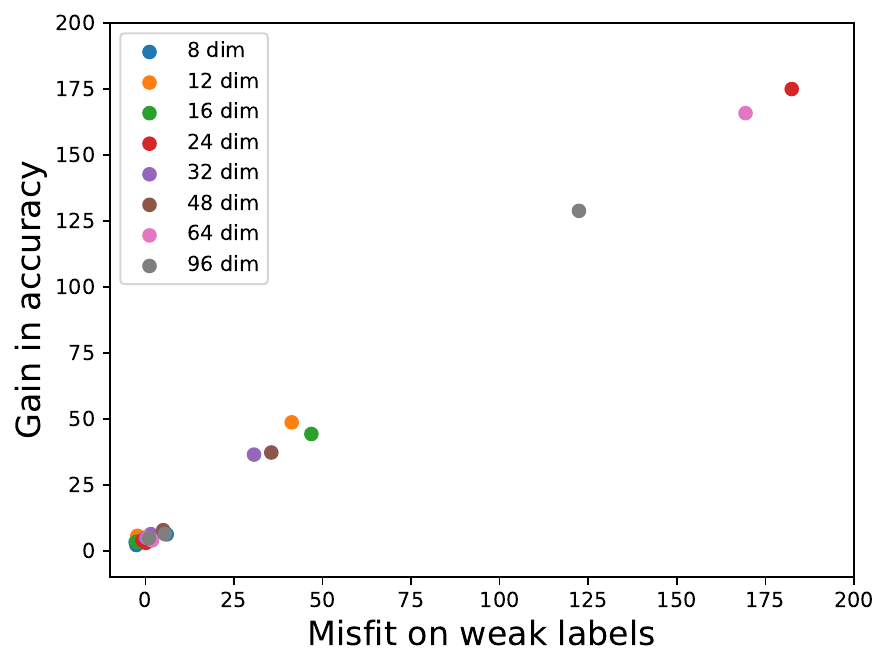 200
175
150
125
100
75
50
25
0
Gain in accuracy
8 dim
12 dim
16 dim
24 dim
32 dim
48 dim
64 dim
96 dim
0 25 50 75 100 125 150 175 200
Misfit on weak labels